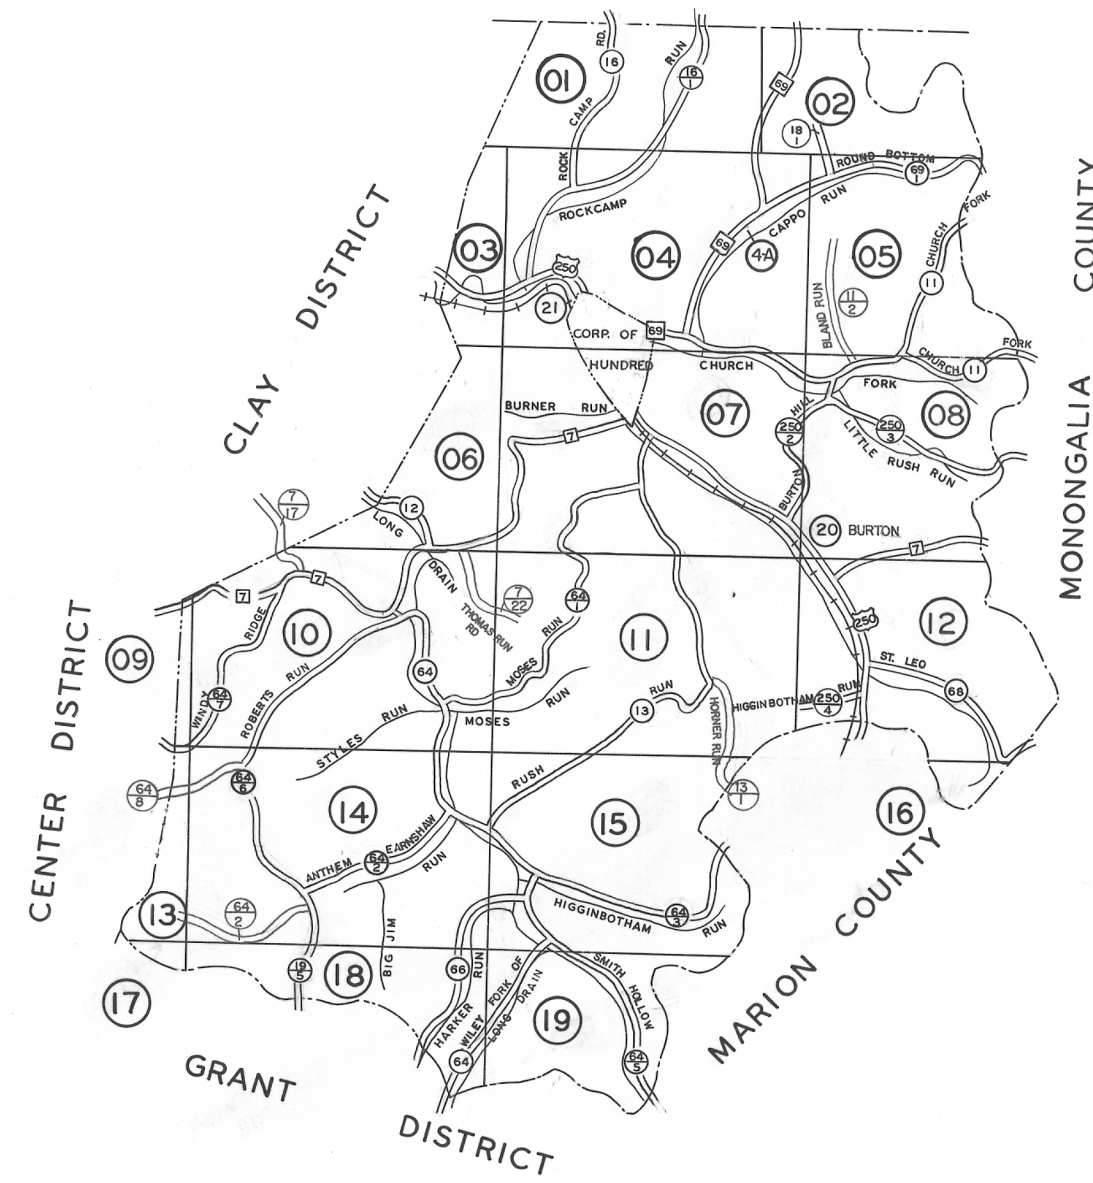 RD.
16
CAMP
ROCK
01
RUN
16
1
69
02
18
1
ROUND BOTTOM
69
1
CAPPO RUN
ROCKCAMP
03
04
69
4-A
05
CHURCH FORK
11
BLAND RUN
11
2
250
21
CORP. OF
HUNDRED
69
CHURCH
FORK
CHURCH
11
FORK
CLAY DISTRICT
MONONGALIA COUNTY
BURNER RUN
7
06
07
08
HILL
250
2
BURTON
250
3
LITTLE RUSH RUN
20
BURTON
7
7
17
12
LONG
DRAIN
7
7
RIDGE
10
09
WINDY
64
7
ROBERTS RUN
THOMAS RUN
RD
7
22
64
1
MOSES RUN
64
11
250
12
ST. LEO
68
MOSES RUN
STYLES RUN
13
RUN
RUSH
HORNER RUN
HIGGINBOTHAM RUN
250
4
CENTER DISTRICT
64
8
64
6
14
15
13
1
16
ANTHEM
64
2
EARNSHAW
RUN
13
64
2
1
BIG JIM
HIGGINBOTHAM
64
3
RUN
17
19
5
18
66
HARKER RUN
WILEY FORK OF
LONG DRAIN
SMITH HOLLOW
19
64
64
5
MARION COUNTY
GRANT DISTRICT